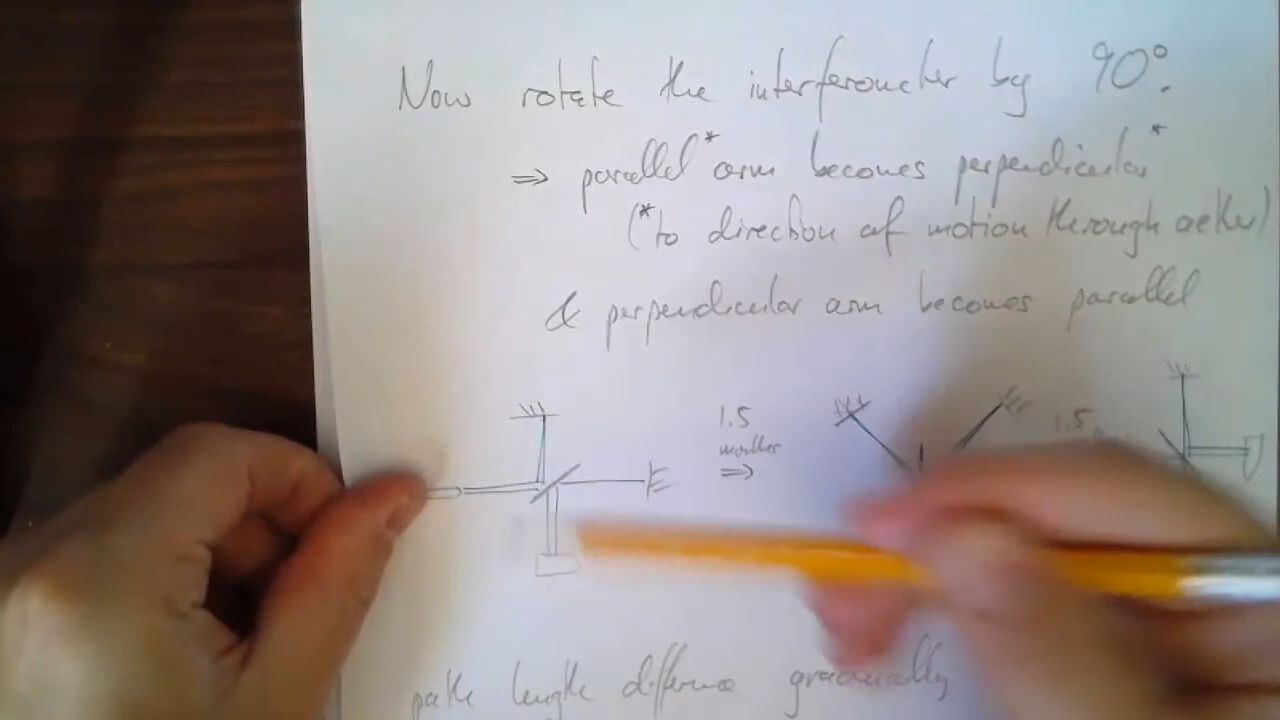 Now rotate the interferometer by 90°.
⇒ parallel* arm becomes perpendicular*
(*to direction of motion through aether)
& perpendicular arm becomes parallel
1.5 1.5
⇒
path length difference gradually